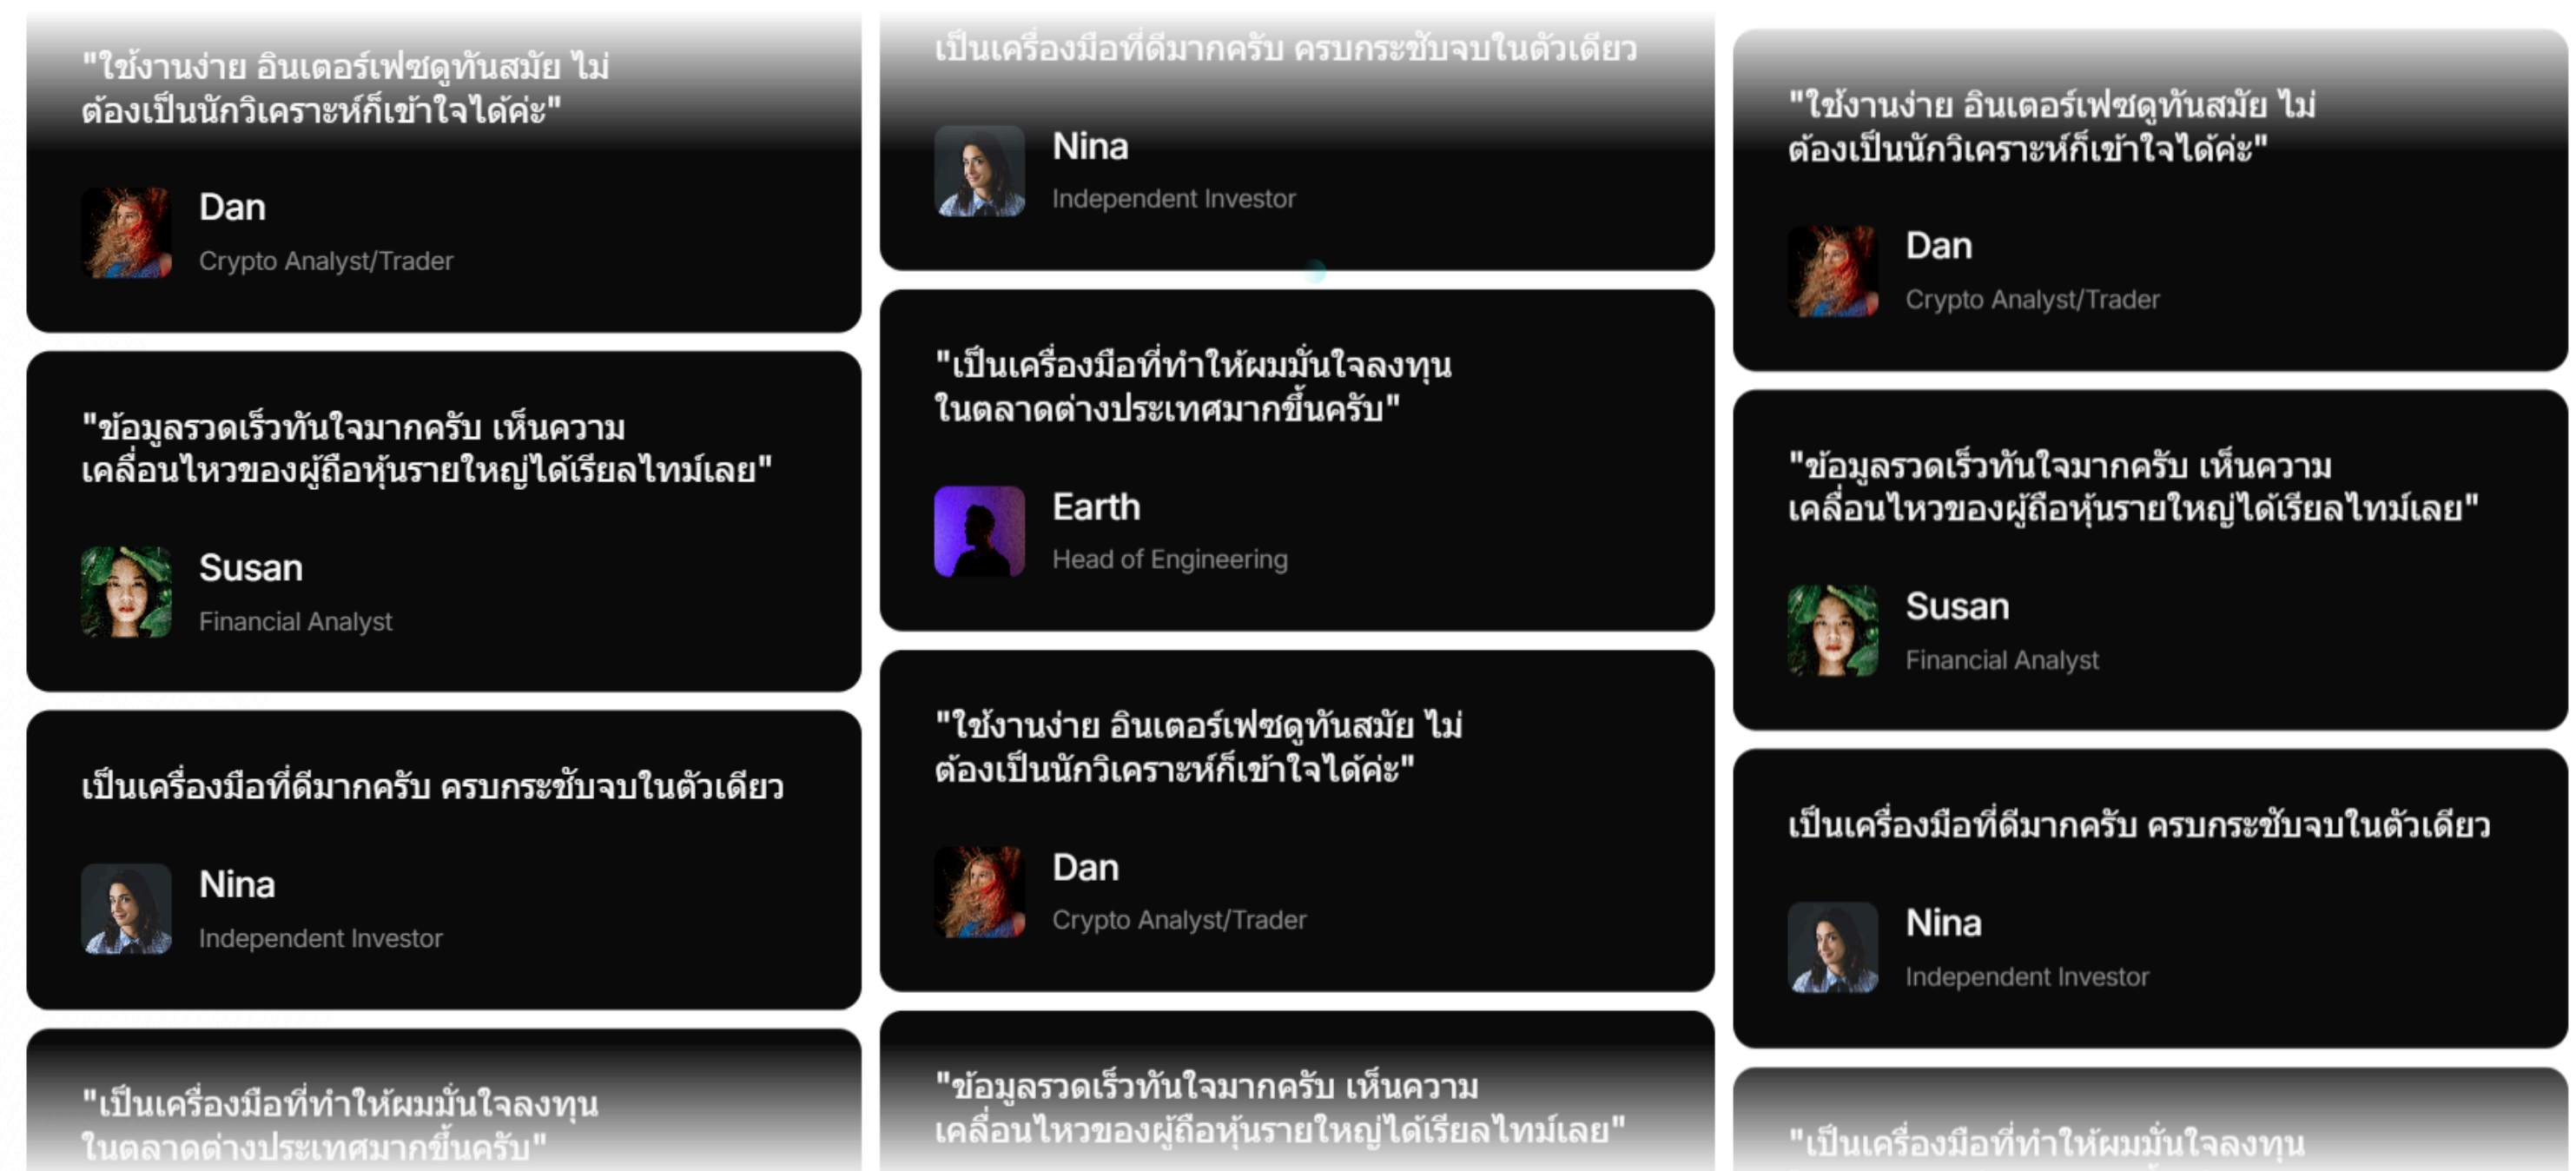 "ใช้งานง่าย อินเตอร์เฟซดูทันสมัย ไม่
ต้องเป็นนักวิเคราะห์ก็เข้าใจได้ค่ะ"
Dan
Crypto Analyst/Trader
"ข้อมูลรวดเร็วทันใจมากครับ เห็นความ
เคลื่อนไหวของผู้ถือหุ้นรายใหญ่ได้เรียลไทม์เลย"
Susan
Financial Analyst
เป็นเครื่องมือที่ดีมากครับ ครบกระชับจบในตัวเดียว
Nina
Independent Investor
"เป็นเครื่องมือที่ทำให้ผมมั่นใจลงทุน
ในตลาดต่างประเทศมากขึ้นครับ"
เป็นเครื่องมือที่ดีมากครับ ครบกระชับจบในตัวเดียว
Nina
Independent Investor
"เป็นเครื่องมือที่ทำให้ผมมั่นใจลงทุน
ในตลาดต่างประเทศมากขึ้นครับ"
Earth
Head of Engineering
"ใช้งานง่าย อินเตอร์เฟซดูทันสมัย ไม่
ต้องเป็นนักวิเคราะห์ก็เข้าใจได้ค่ะ"
Dan
Crypto Analyst/Trader
"ข้อมูลรวดเร็วทันใจมากครับ เห็นความ
เคลื่อนไหวของผู้ถือหุ้นรายใหญ่ได้เรียลไทม์เลย"
"ใช้งานง่าย อินเตอร์เฟซดูทันสมัย ไม่
ต้องเป็นนักวิเคราะห์ก็เข้าใจได้ค่ะ"
Dan
Crypto Analyst/Trader
"ข้อมูลรวดเร็วทันใจมากครับ เห็นความ
เคลื่อนไหวของผู้ถือหุ้นรายใหญ่ได้เรียลไทม์เลย"
Susan
Financial Analyst
เป็นเครื่องมือที่ดีมากครับ ครบกระชับจบในตัวเดียว
Nina
Independent Investor
"เป็นเครื่องมือที่ทำให้ผมมั่นใจลงทุน